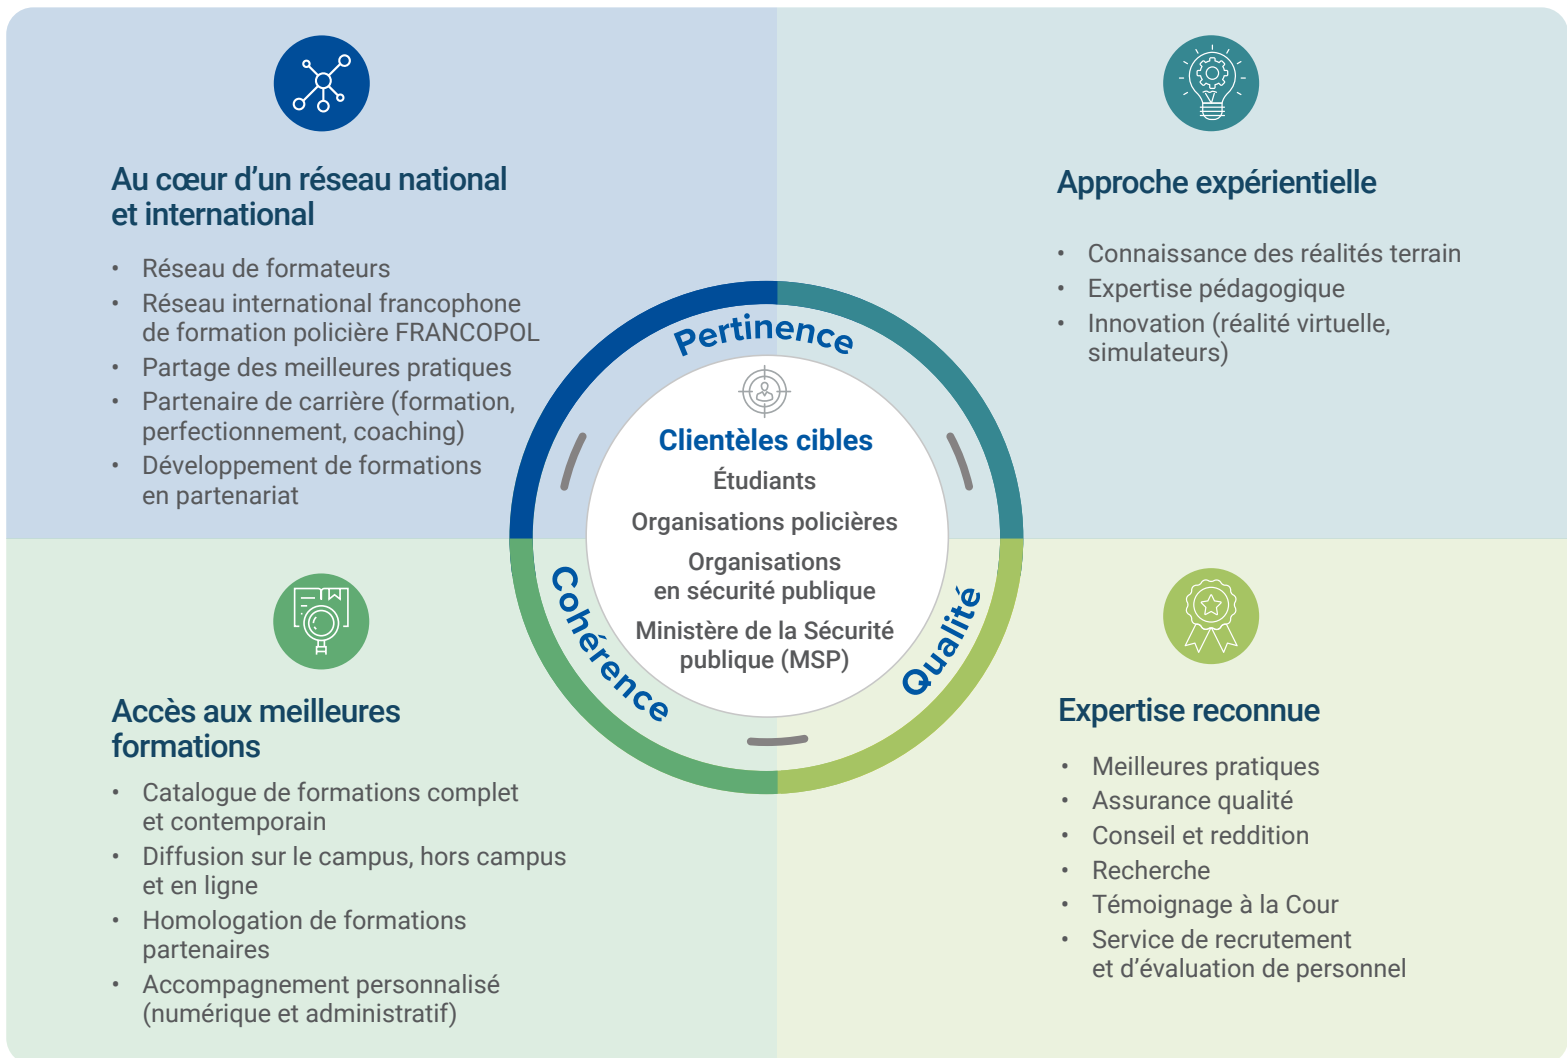 Au cœur d’un réseau national
et international
• Réseau de formateurs
• Réseau international francophone
de formation policière FRANCOPOL
• Partage des meilleures pratiques
• Partenaire de carrière (formation,
perfectionnement, coaching)
• Développement de formations
en partenariat
Approche expérientielle
• Connaissance des réalités terrain
• Expertise pédagogique
• Innovation (réalité virtuelle,
simulateurs)
Pertinence
Clientèles cibles
Étudiants
Organisations policières
Organisations
en sécurité publique
Ministère de la Sécurité
publique (MSP)
Cohérence
Qualité
Accès aux meilleures
formations
• Catalogue de formations complet
et contemporain
• Diffusion sur le campus, hors campus
et en ligne
• Homologation de formations
partenaires
• Accompagnement personnalisé
(numérique et administratif)
Expertise reconnue
• Meilleures pratiques
• Assurance qualité
• Conseil et reddition
• Recherche
• Témoignage à la Cour
• Service de recrutement
et d’évaluation de personnel